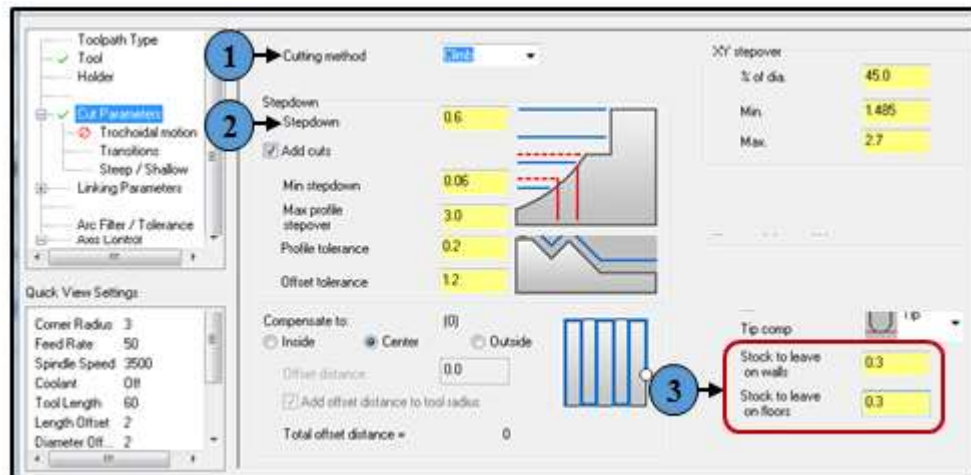 Toolpath Type
Tool
Holder
Cut Parameters
Trochoidal motion
Transitions
Steep / Shallow
Linking Parameters
Arc Filter / Tolerance
Axis Control
Quick View Settings
Corner Radius 3
Feed Rate 50
Spindle Speed 3500
Coolant Off
Tool Length 60
Length Offset 2
Diameter Off... 2
1
Cutting method Climb
Stepdown
2
Stepdown 0.6
Add cuts
Min stepdown 0.06
Max profile
stepover 3.0
Profile tolerance 0.2
Offset tolerance 1.2
Compensate to: (0)
Inside Center Outside
Offset distance 0.0
Add offset distance to tool radius
Total offset distance = 0
XY stepover
% of dia. 45.0
Min. 1.485
Max. 2.7
Tip comp Tip
3
Stock to leave
on walls 0.3
Stock to leave
on floors 0.3